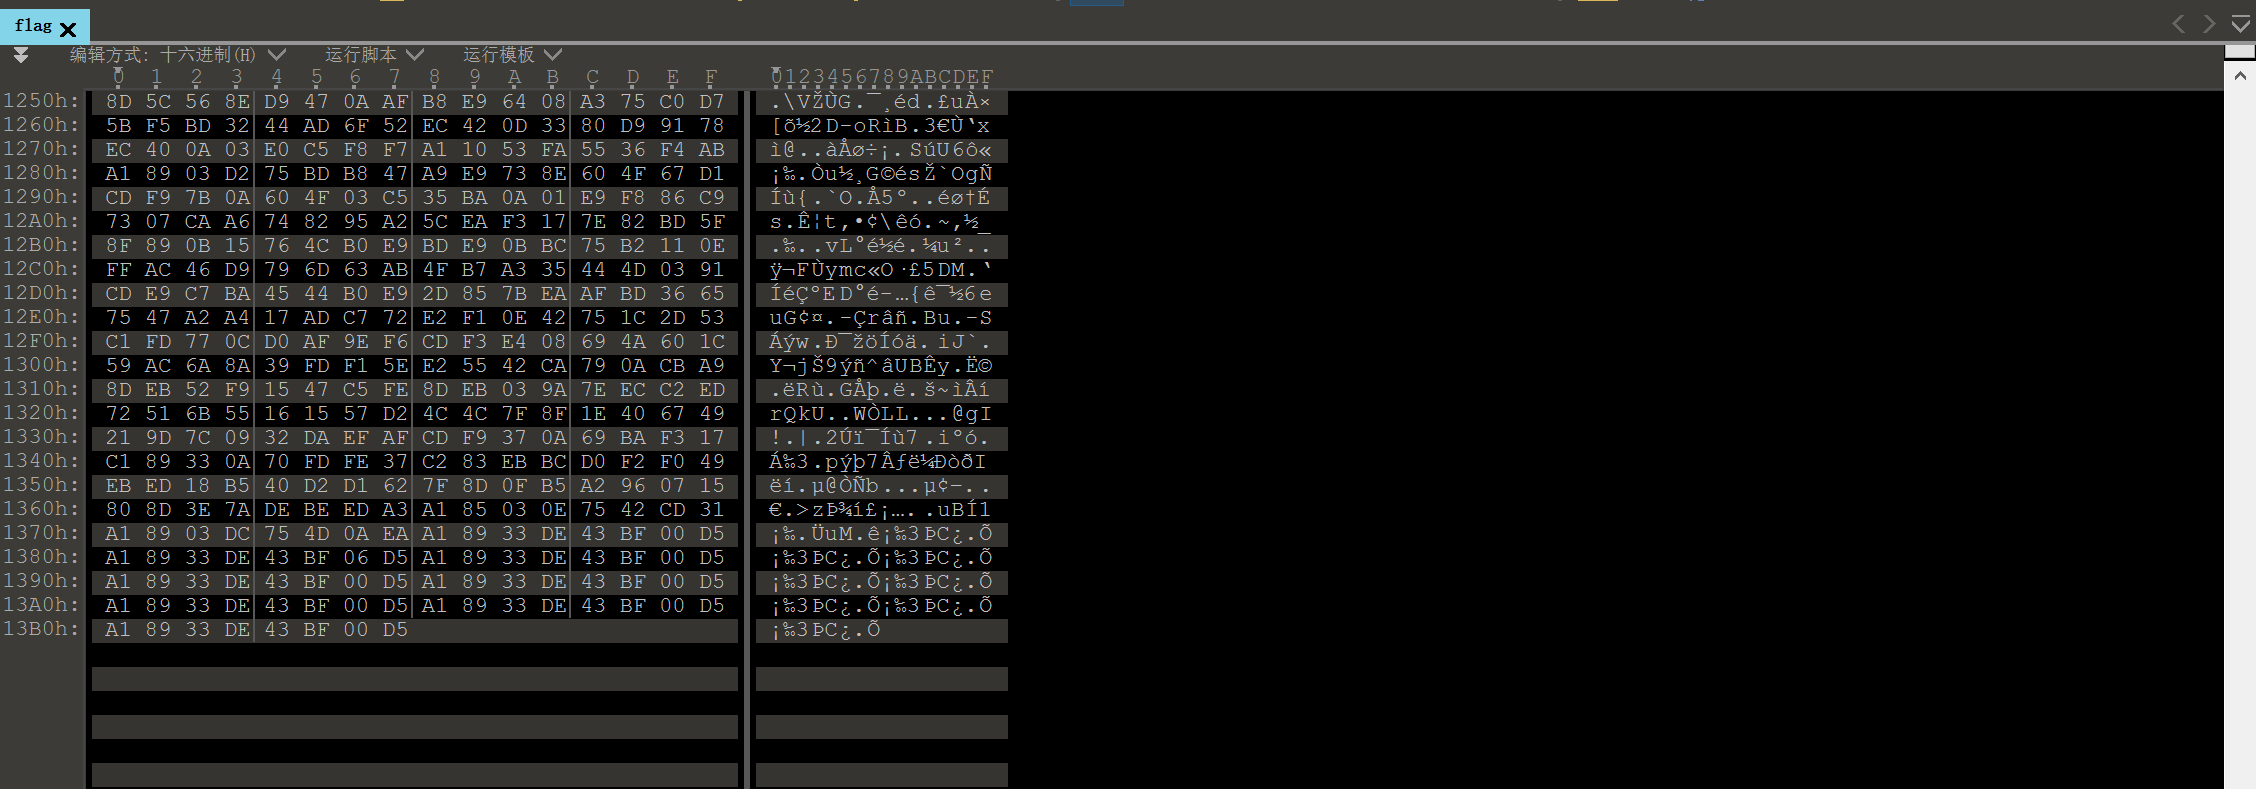 flag
编辑方式: 十六进制(H) 运行脚本 运行模板
0 1 2 3 4 5 6 7 8 9 A B C D E F 0123456789ABCDEF
1250h: 8D 5C 56 8E D9 47 0A AF B8 E9 64 08 A3 75 C0 D7 .\VŽÙG.¯¸éd.£uÀ×
1260h: 5B F5 BD 32 44 AD 6F 52 EC 42 0D 33 80 D9 91 78 [õ½2D-oRìB.3€Ù‘x
1270h: EC 40 0A 03 E0 C5 F8 F7 A1 10 53 FA 55 36 F4 AB ì@..àÅø÷¡.SúU6ô«
1280h: A1 89 03 D2 75 BD B8 47 A9 E9 73 8E 60 4F 67 D1 ¡‰.Òu½¸G©ésŽ`OgÑ
1290h: CD F9 7B 0A 60 4F 03 C5 35 BA 0A 01 E9 F8 86 C9 Íù{.`O.Å5º..éø†É
12A0h: 73 07 CA A6 74 82 95 A2 5C EA F3 17 7E 82 BD 5F s.Ê¦t‚•¢\êó.~‚½_
12B0h: 8F 89 0B 15 76 4C B0 E9 BD E9 0B BC 75 B2 11 0E .‰..vL°é½é.¼u²..
12C0h: FF AC 46 D9 79 6D 63 AB 4F B7 A3 35 44 4D 03 91 ÿ¬FÙymc«O·£5DM.‘
12D0h: CD E9 C7 BA 45 44 B0 E9 2D 85 7B EA AF BD 36 65 ÍéÇºED°é-…{ê¯½6e
12E0h: 75 47 A2 A4 17 AD C7 72 E2 F1 0E 42 75 1C 2D 53 uG¢¤.-Çrâñ.Bu.-S
12F0h: C1 FD 77 0C D0 AF 9E F6 CD F3 E4 08 69 4A 60 1C Áýw.Ð¯žöÍóä.iJ`.
1300h: 59 AC 6A 8A 39 FD F1 5E E2 55 42 CA 79 0A CB A9 Y¬jŠ9ýñ^âUBÊy.Ë©
1310h: 8D EB 52 F9 15 47 C5 FE 8D EB 03 9A 7E EC C2 ED .ëRù.GÅþ.ë.š~ìÂí
1320h: 72 51 6B 55 16 15 57 D2 4C 4C 7F 8F 1E 40 67 49 rQkU..WÒLL...@gI
1330h: 21 9D 7C 09 32 DA EF AF CD F9 37 0A 69 BA F3 17 !.|.2Úï¯Íù7.iºó.
1340h: C1 89 33 0A 70 FD FE 37 C2 83 EB BC D0 F2 F0 49 Á‰3.pýþ7Âƒë¼ÐòðI
1350h: EB ED 18 B5 40 D2 D1 62 7F 8D 0F B5 A2 96 07 15 ëí.µ@ÒÑb...µ¢–..
1360h: 80 8D 3E 7A DE BE ED A3 A1 85 03 0E 75 42 CD 31 €.>zÞ¾í£¡…..uBÍ1
1370h: A1 89 03 DC 75 4D 0A EA A1 89 33 DE 43 BF 00 D5 ¡‰.ÜuM.ê¡‰3ÞC¿.Õ
1380h: A1 89 33 DE 43 BF 06 D5 A1 89 33 DE 43 BF 00 D5 ¡‰3ÞC¿.Õ¡‰3ÞC¿.Õ
1390h: A1 89 33 DE 43 BF 00 D5 A1 89 33 DE 43 BF 00 D5 ¡‰3ÞC¿.Õ¡‰3ÞC¿.Õ
13A0h: A1 89 33 DE 43 BF 00 D5 A1 89 33 DE 43 BF 00 D5 ¡‰3ÞC¿.Õ¡‰3ÞC¿.Õ
13B0h: A1 89 33 DE 43 BF 00 D5 ¡‰3ÞC¿.Õ